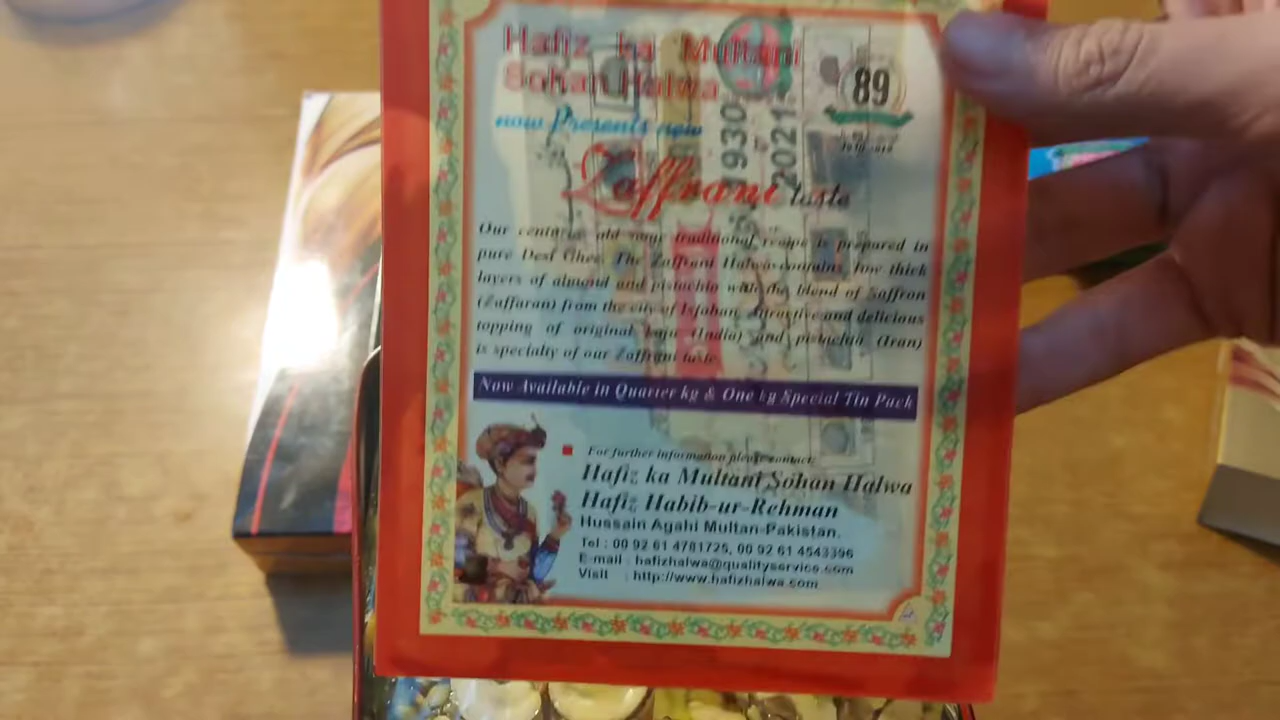 Hafiz ka Multani
Sohan Halwa
89
now Presents new
1930 to 2021
Zaffrani taste
Our centuries old sage traditional recipe is prepared in
pure Desi Ghee. The Zaffrani Halwa contains few thick
layers of almond and pistachio with the blend of Saffron
(Zaffaran) from the city of Isfahan, attractive and delicious
topping of original kaju (India) and pistachio (Iran)
is specialty of our Zaffrani taste
Now Available in Quarter kg & One kg Special Tin Pack
For further information please contact:
Hafiz ka Multani Sohan Halwa
Hafiz Habib-ur-Rehman
Hussain Agahi Multan-Pakistan.
Tel : 00 92 61 4781725, 00 92 61 4543396
E-mail : hafizhalwa@qualityservice.com
Visit : http://www.hafizhalwa.com